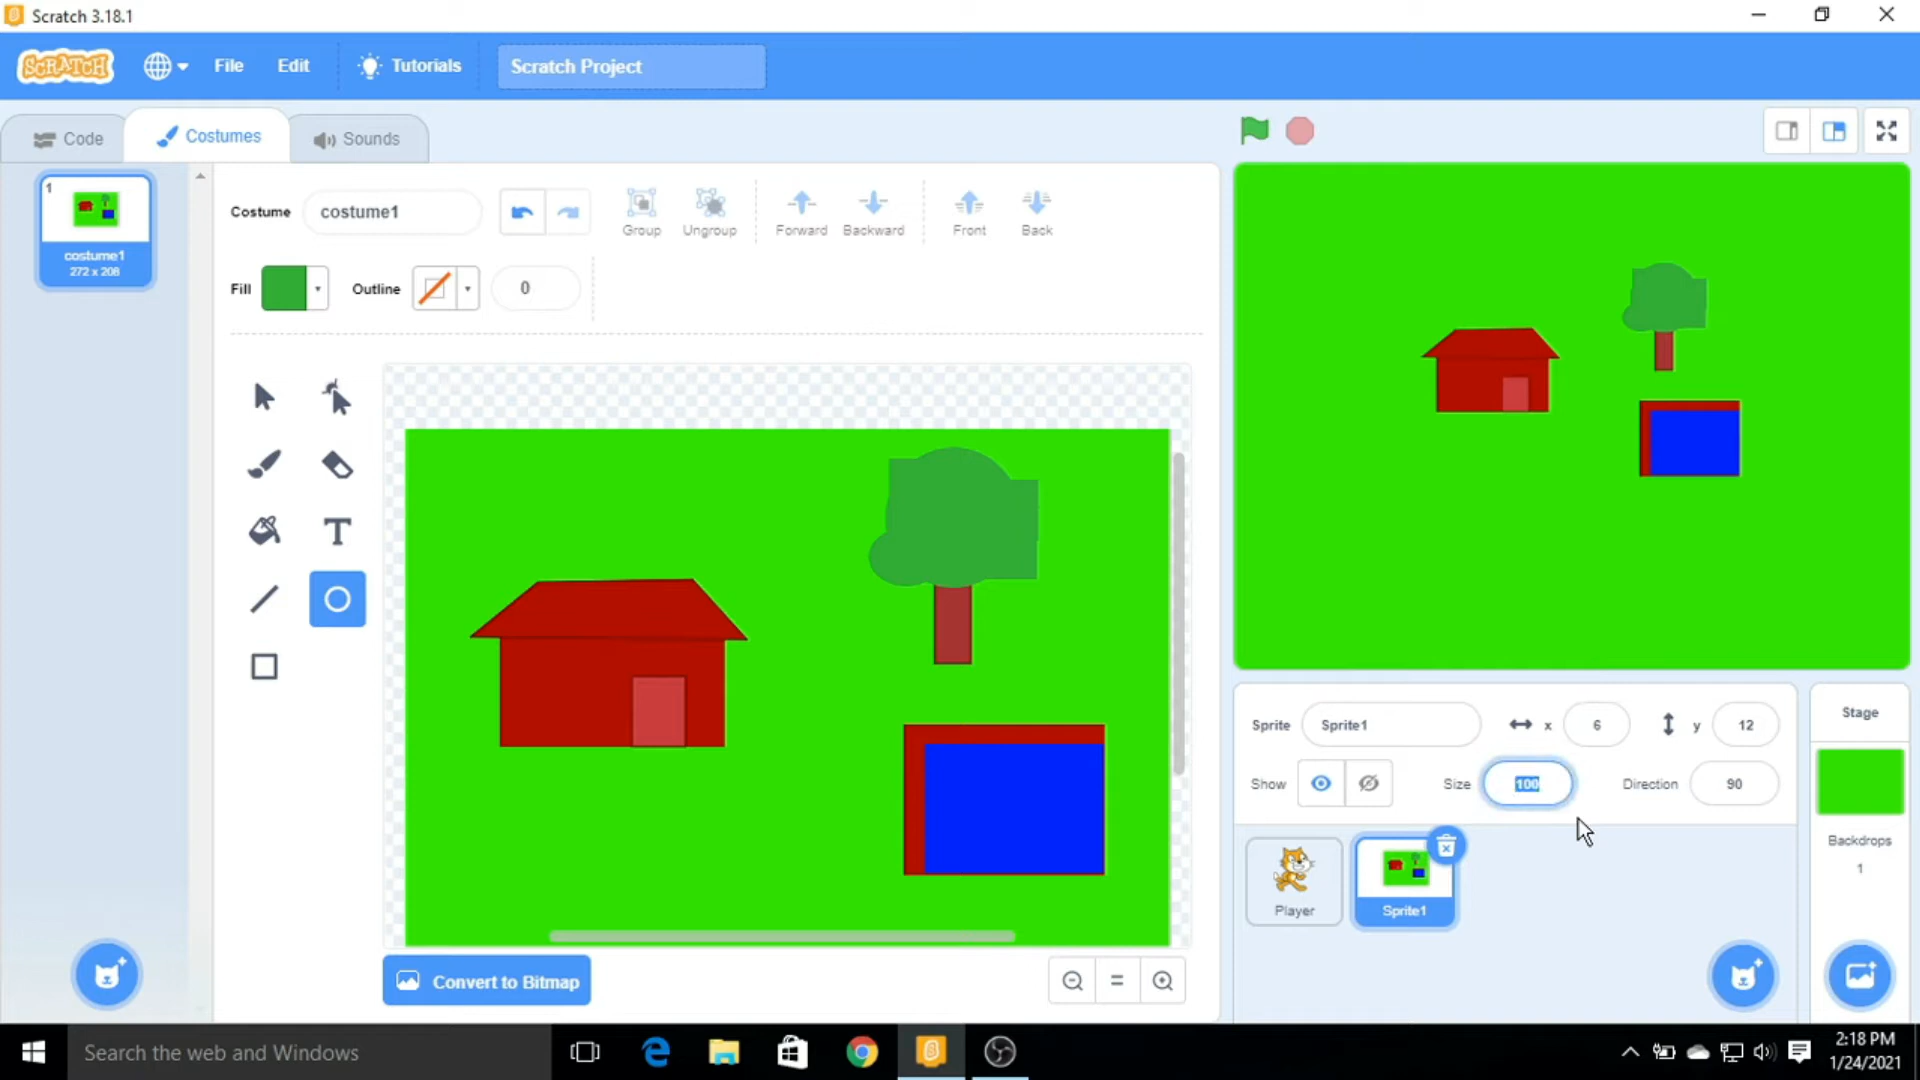 Scratch 3.18.1
SCRATCH
File
Edit
Tutorials
Scratch Project
Code
Costumes
Sounds
1
costume1
272 x 208
Costume
costume1
Group
Ungroup
Forward
Backward
Front
Back
Fill
Outline
0
T
Convert to Bitmap
Sprite
Sprite1
x
6
y
12
Show
Size
100
Direction
90
Player
Sprite1
Stage
Backdrops
1
Search the web and Windows
2:18 PM
1/24/2021